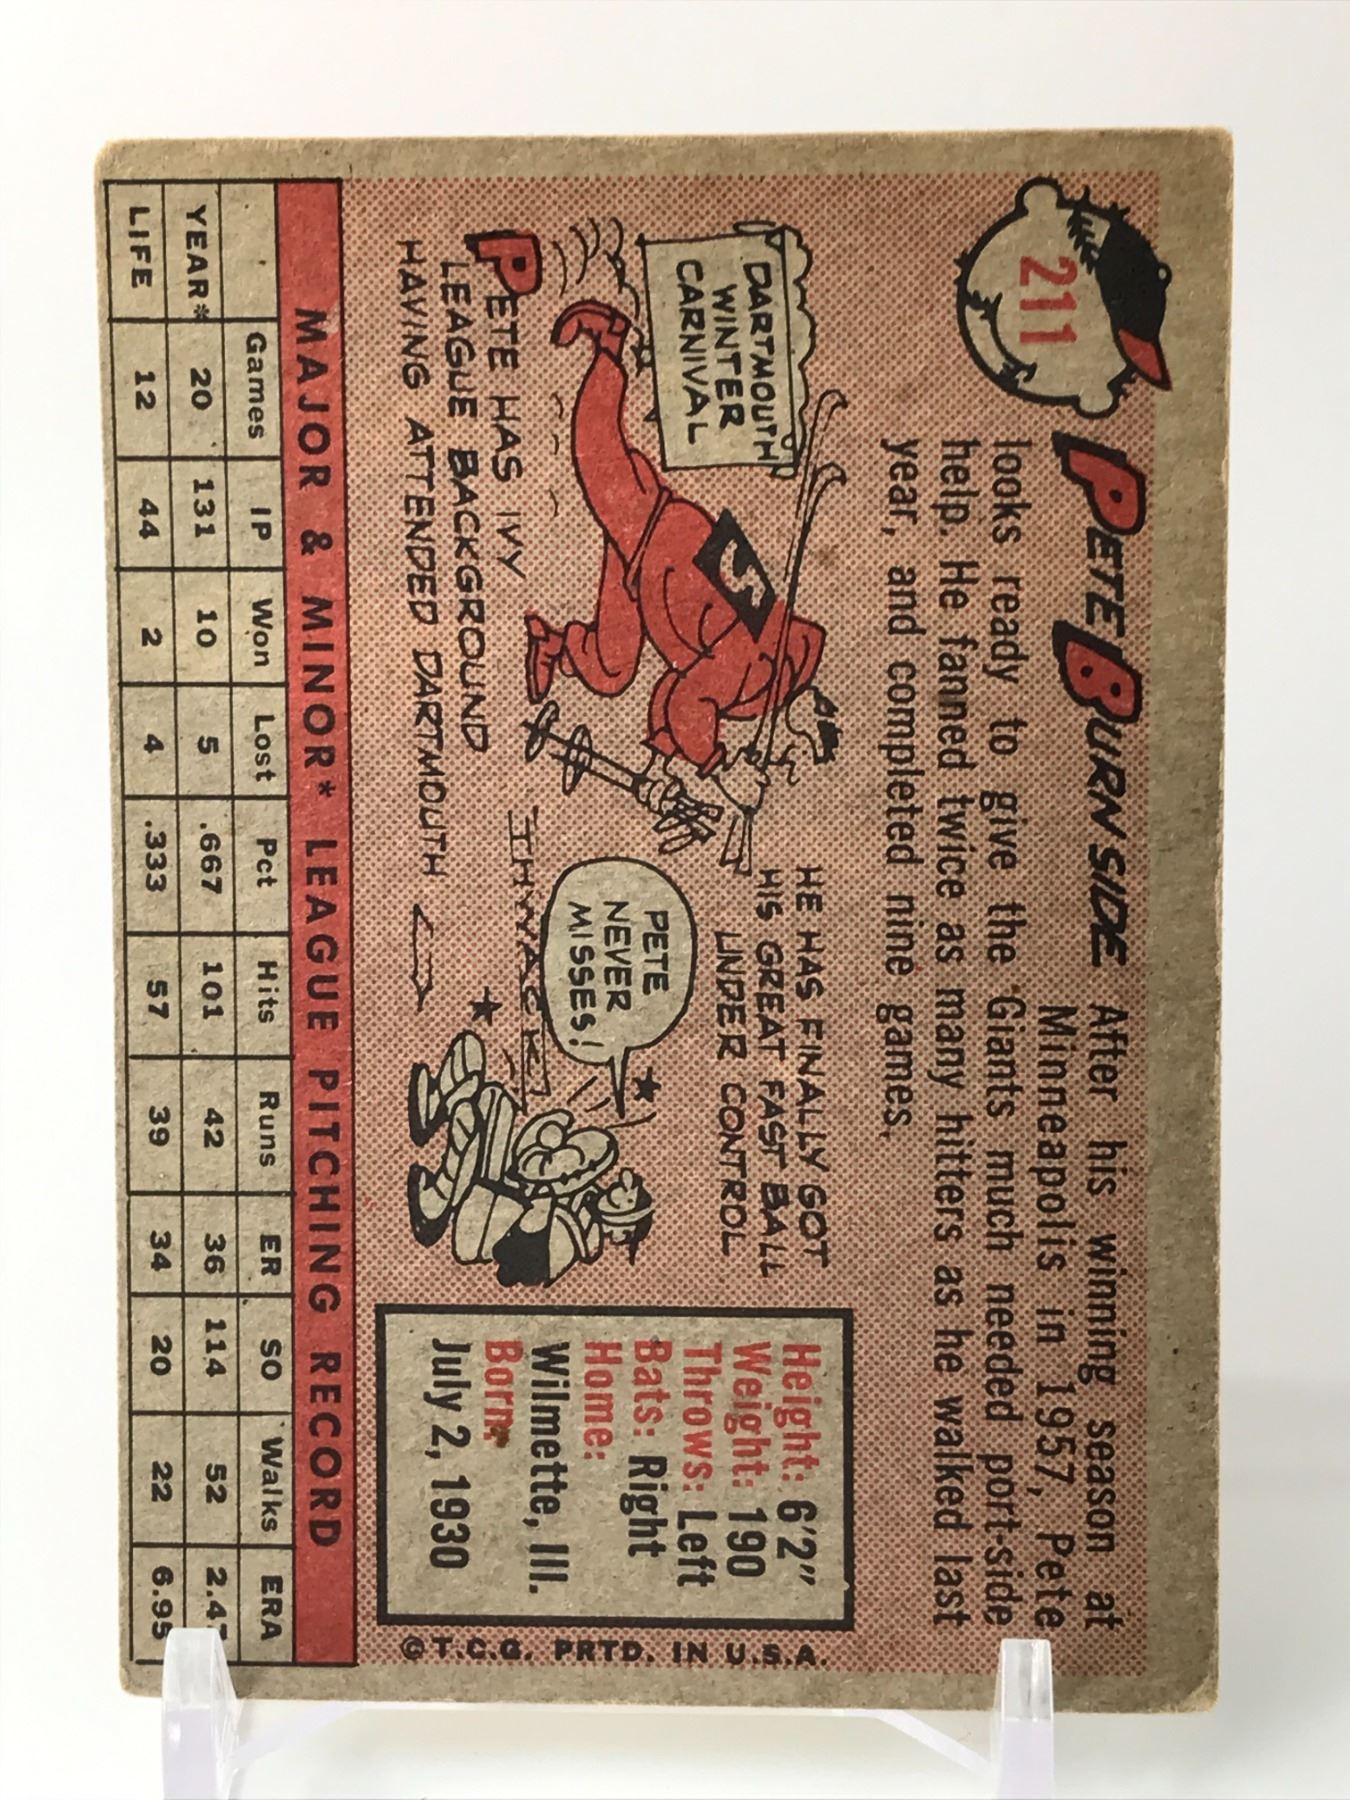 211
PETE BURNSIDE
After his winning season at
Minneapolis in 1957, Pete
looks ready to give the Giants much needed port-side
help. He fanned twice as many hitters as he walked last
year, and completed nine games.
DARTMOUTH
WINTER
CARNIVAL
S
PETE HAS IVY
LEAGUE BACKGROUND
HAVING ATTENDED DARTMOUTH
HE HAS FINALLY GOT
HIS GREAT FAST BALL
UNDER CONTROL
PETE
NEVER
MISSES!
THWACK
Height: 6'2"
Weight: 190
Throws: Left
Bats: Right
Home:
Wilmette, Ill.
Born:
July 2, 1930
©T.C.G. PRTD. IN U.S.A.
MAJOR & MINOR* LEAGUE PITCHING RECORD
Games IP Won Lost Pct Hits Runs ER SO Walks ERA
YEAR* 20 131 10 5 .667 101 42 36 114 52 2.47
LIFE 12 44 2 4 .333 57 39 34 20 22 6.95